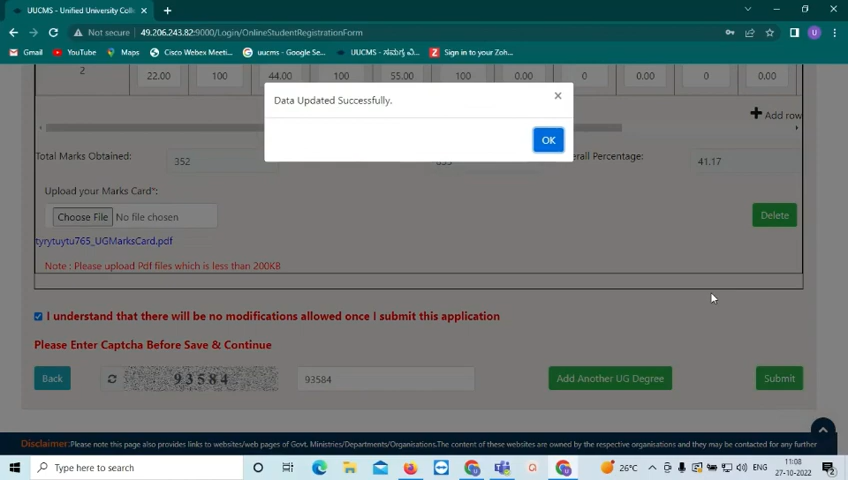 UUCMS - Unified University Colle
49.206.243.82:9000/Login/OnlineStudentRegistrationForm
Not secure
Gmail YouTube Maps Cisco Webex Meet... uucms - Google Se... UUCMS - ಸಮಗ್ರ ವಿ... Sign in to your Zoh...
2 22.00 100 44.00 100 55.00 100 0.00 0 0.00 0 0.00
Data Updated Successfully.
OK
Add row
Total Marks Obtained: 352 Percentage: 41.17
Upload your Marks Card*:
Choose File No file chosen
Delete
tyrytuytu765_UGMarksCard.pdf
Note : Please upload Pdf files which is less than 200KB
I understand that there will be no modifications allowed once I submit this application
Please Enter Captcha Before Save & Continue
Back 93584 93584 Add Another UG Degree Submit
Disclaimer:Please note this page also provides links to websites/web pages of Govt. Ministries/Departments/Organisations.The content of these websites are owned by the respective organisations and they may be contacted for any further
Type here to search
26°C ENG 11:08
27-10-2022
2